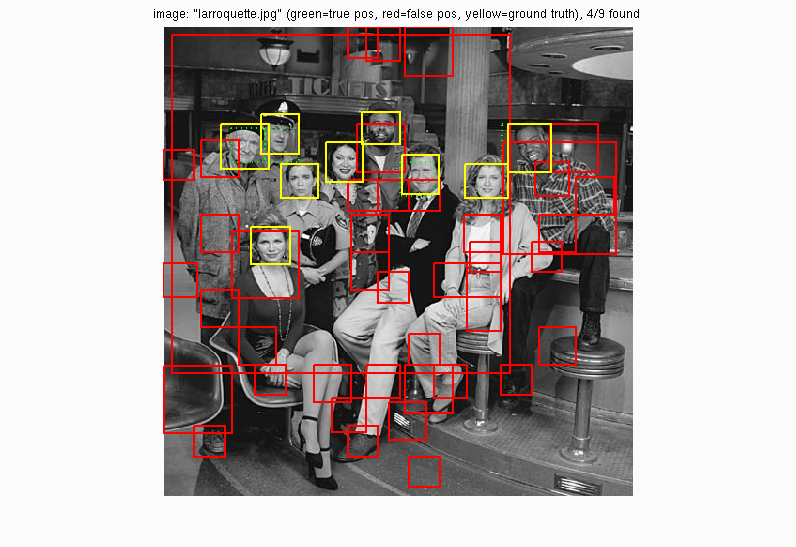 image: "larroquette.jpg" (green=true pos, red=false pos, yellow=ground truth), 4/9 found
TICKETS